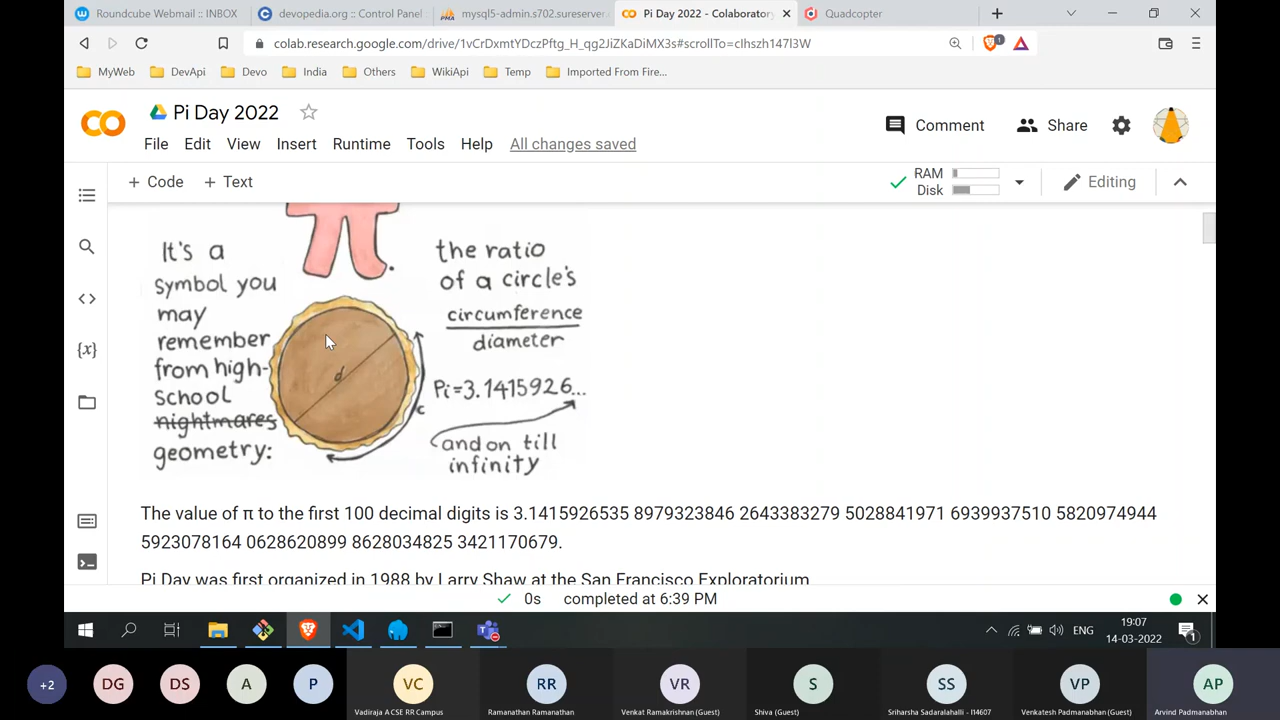 Roundcube Webmail :: INBOX
devopedia.org :: Control Panel
mysql5-admin.s702.sureserver.
Pi Day 2022 - Colaboratory
Quadcopter
colab.research.google.com/drive/1vCrDxmtYDczPftg_H_qg2JiZKaDiMX3s#scrollTo=cIhszh147l3W
1
MyWeb
DevApi
Devo
India
Others
WikiApi
Temp
Imported From Fire...
CO
Pi Day 2022
File Edit View Insert Runtime Tools Help All changes saved
Comment
Share
+ Code + Text
RAM
Disk
Editing
It's a
symbol you
may
remember
from high-
school
nightmares
geometry:
d
c
the ratio
of a circle's
circumference
diameter
Pi=3.1415926...
and on till
infinity
{x}
The value of π to the first 100 decimal digits is 3.1415926535 8979323846 2643383279 5028841971 6939937510 5820974944
5923078164 0628620899 8628034825 3421170679.
Pi Day was first organized in 1988 by Larry Shaw at the San Francisco Exploratorium
0s completed at 6:39 PM
ENG
19:07
14-03-2022
1
+2
DG
DS
A
P
VC
Vadiraja A CSE RR Campus
RR
Ramanathan Ramanathan
VR
Venkat Ramakrishnan (Guest)
S
Shiva (Guest)
SS
Sriharsha Sadaralahalli - I14607
VP
Venkatesh Padmanabhan (Guest)
AP
Arvind Padmanabhan